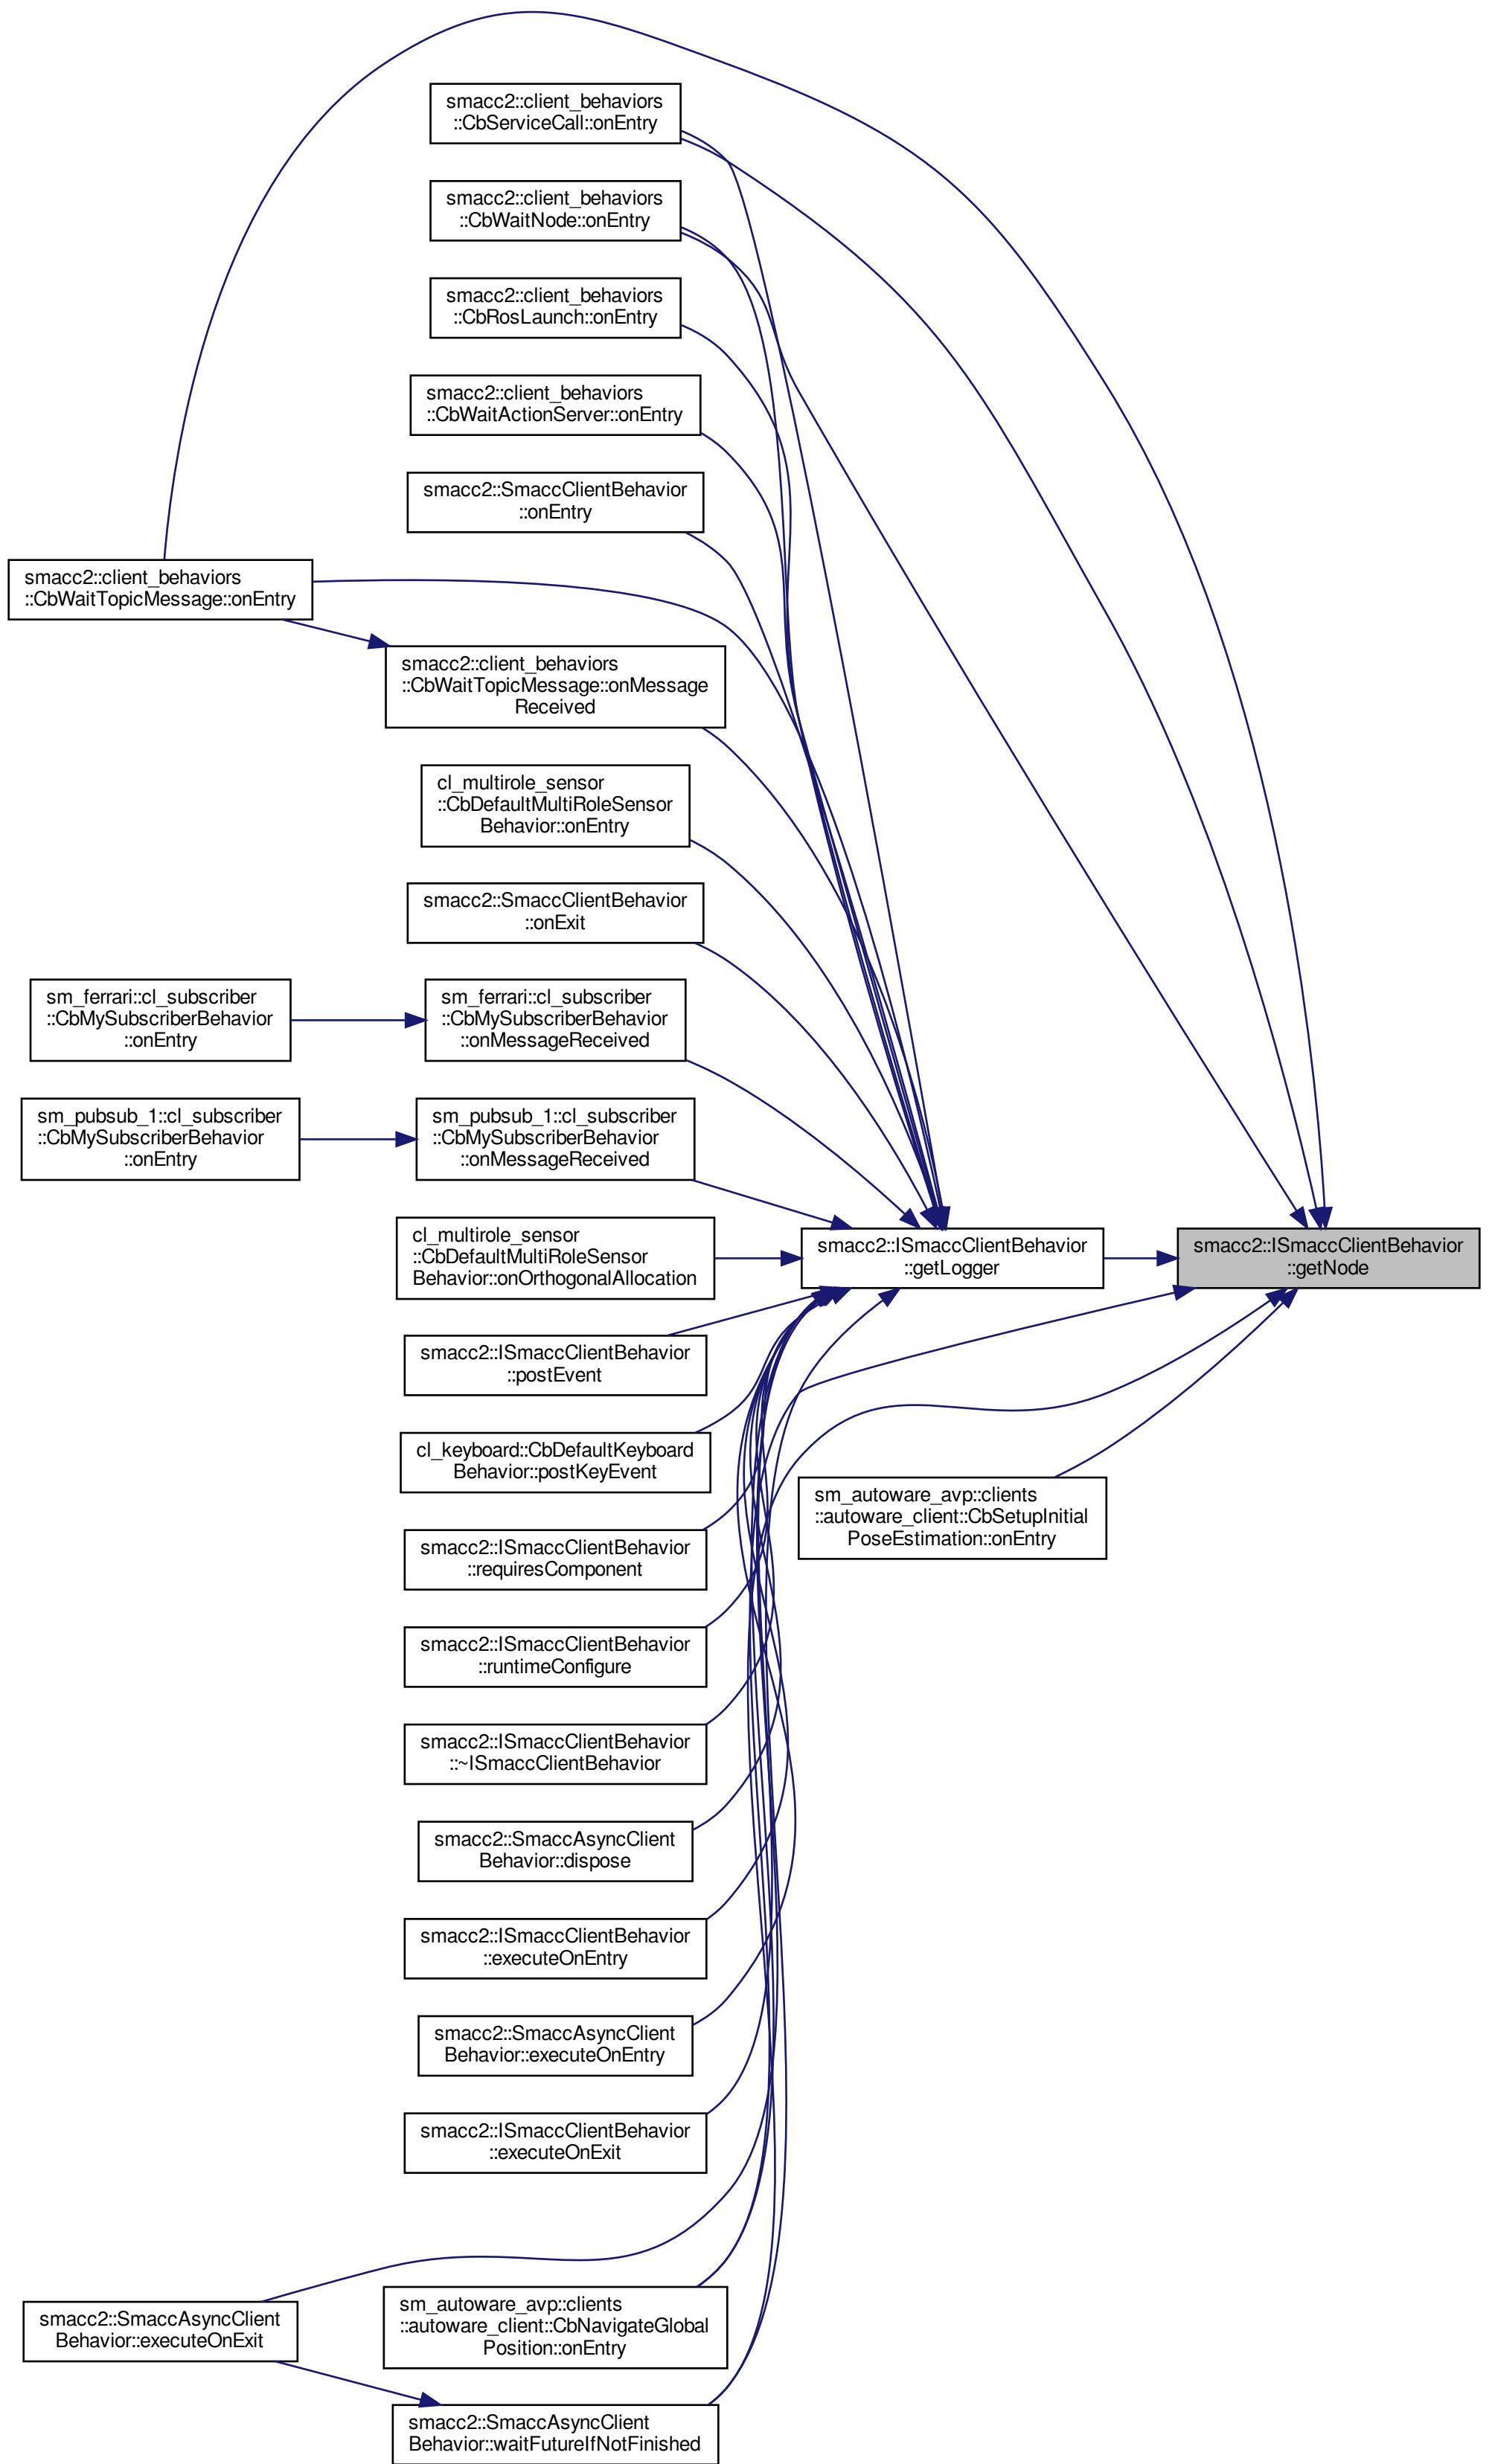 smacc2::client_behaviors
::CbServiceCall::onEntry
smacc2::client_behaviors
::CbWaitNode::onEntry
smacc2::client_behaviors
::CbRosLaunch::onEntry
smacc2::client_behaviors
::CbWaitActionServer::onEntry
smacc2::SmaccClientBehavior
::onEntry
smacc2::client_behaviors
::CbWaitTopicMessage::onEntry
smacc2::client_behaviors
::CbWaitTopicMessage::onMessage
Received
cl_multirole_sensor
::CbDefaultMultiRoleSensor
Behavior::onEntry
smacc2::SmaccClientBehavior
::onExit
sm_ferrari::cl_subscriber
::CbMySubscriberBehavior
::onEntry
sm_ferrari::cl_subscriber
::CbMySubscriberBehavior
::onMessageReceived
sm_pubsub_1::cl_subscriber
::CbMySubscriberBehavior
::onEntry
sm_pubsub_1::cl_subscriber
::CbMySubscriberBehavior
::onMessageReceived
cl_multirole_sensor
::CbDefaultMultiRoleSensor
Behavior::onOrthogonalAllocation
smacc2::ISmaccClientBehavior
::getLogger
smacc2::ISmaccClientBehavior
::getNode
smacc2::ISmaccClientBehavior
::postEvent
cl_keyboard::CbDefaultKeyboard
Behavior::postKeyEvent
sm_autoware_avp::clients
::autoware_client::CbSetupInitial
PoseEstimation::onEntry
smacc2::ISmaccClientBehavior
::requiresComponent
smacc2::ISmaccClientBehavior
::runtimeConfigure
smacc2::ISmaccClientBehavior
::~ISmaccClientBehavior
smacc2::SmaccAsyncClient
Behavior::dispose
smacc2::ISmaccClientBehavior
::executeOnEntry
smacc2::SmaccAsyncClient
Behavior::executeOnEntry
smacc2::ISmaccClientBehavior
::executeOnExit
smacc2::SmaccAsyncClient
Behavior::executeOnExit
sm_autoware_avp::clients
::autoware_client::CbNavigateGlobal
Position::onEntry
smacc2::SmaccAsyncClient
Behavior::waitFutureIfNotFinished